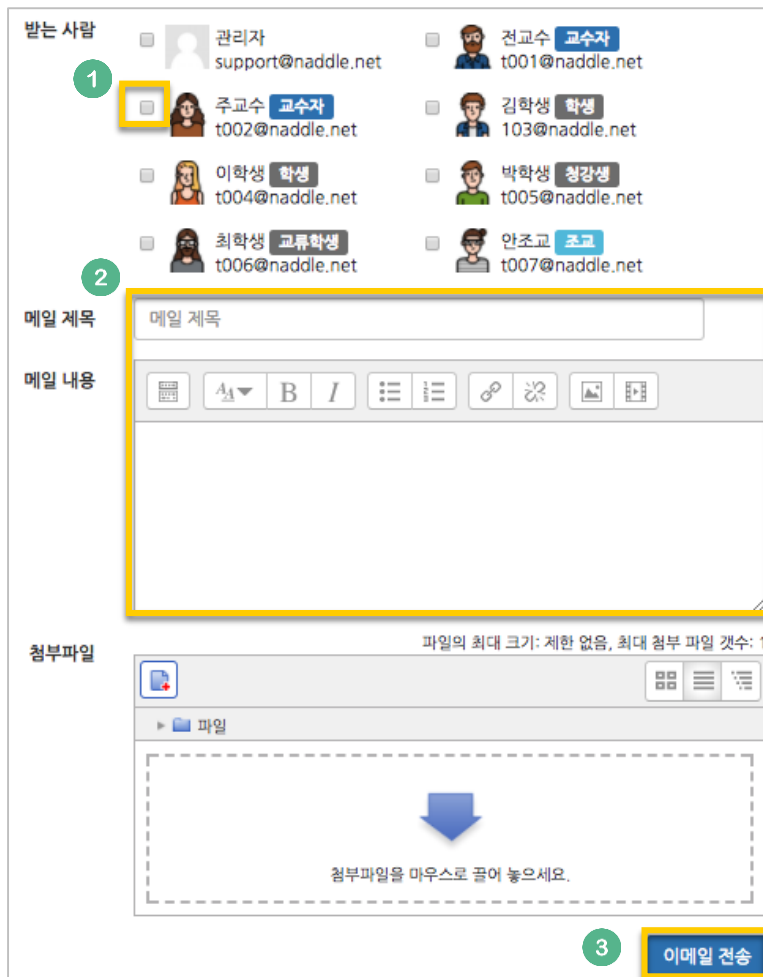 받는 사람
관리자
support@naddle.net
전교수 교수자
t001@naddle.net
1
주교수 교수자
t002@naddle.net
김학생 학생
103@naddle.net
이학생 학생
t004@naddle.net
박학생 청강생
t005@naddle.net
최학생 교류학생
t006@naddle.net
안조교 조교
t007@naddle.net
2
메일 제목
메일 제목
메일 내용
B I
파일의 최대 크기: 제한 없음, 최대 첨부 파일 갯수: 1
첨부파일
파일
첨부파일을 마우스로 끌어 놓으세요.
3
이메일 전송